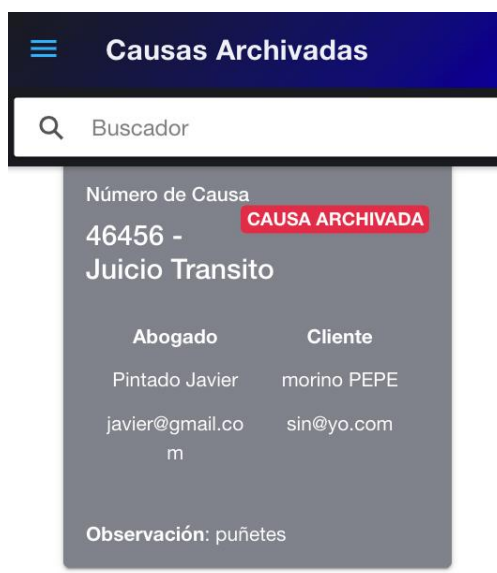 Causas Archivadas
Buscador
Número de Causa
CAUSA ARCHIVADA
46456 -
Juicio Transito
Abogado Cliente
Pintado Javier morino PEPE
javier@gmail.co sin@yo.com
m
Observación: puñetes